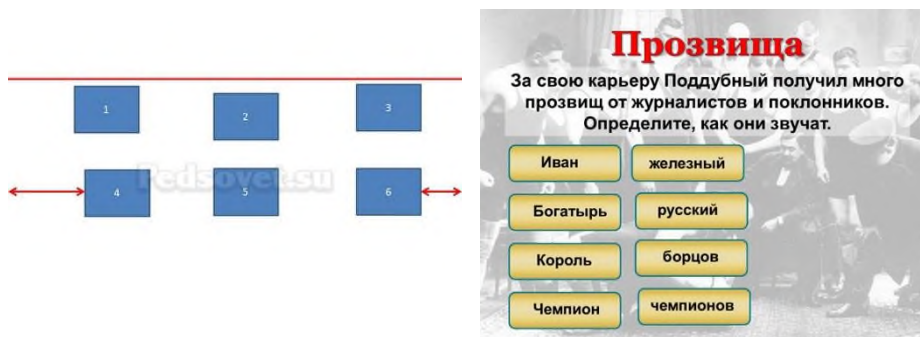 1
2
3
4
5
6
Pedsovet.su
Прозвища
За свою карьеру Поддубный получил много
прозвищ от журналистов и поклонников.
Определите, как они звучат.
Иван
железный
Богатырь
русский
Король
борцов
Чемпион
чемпионов